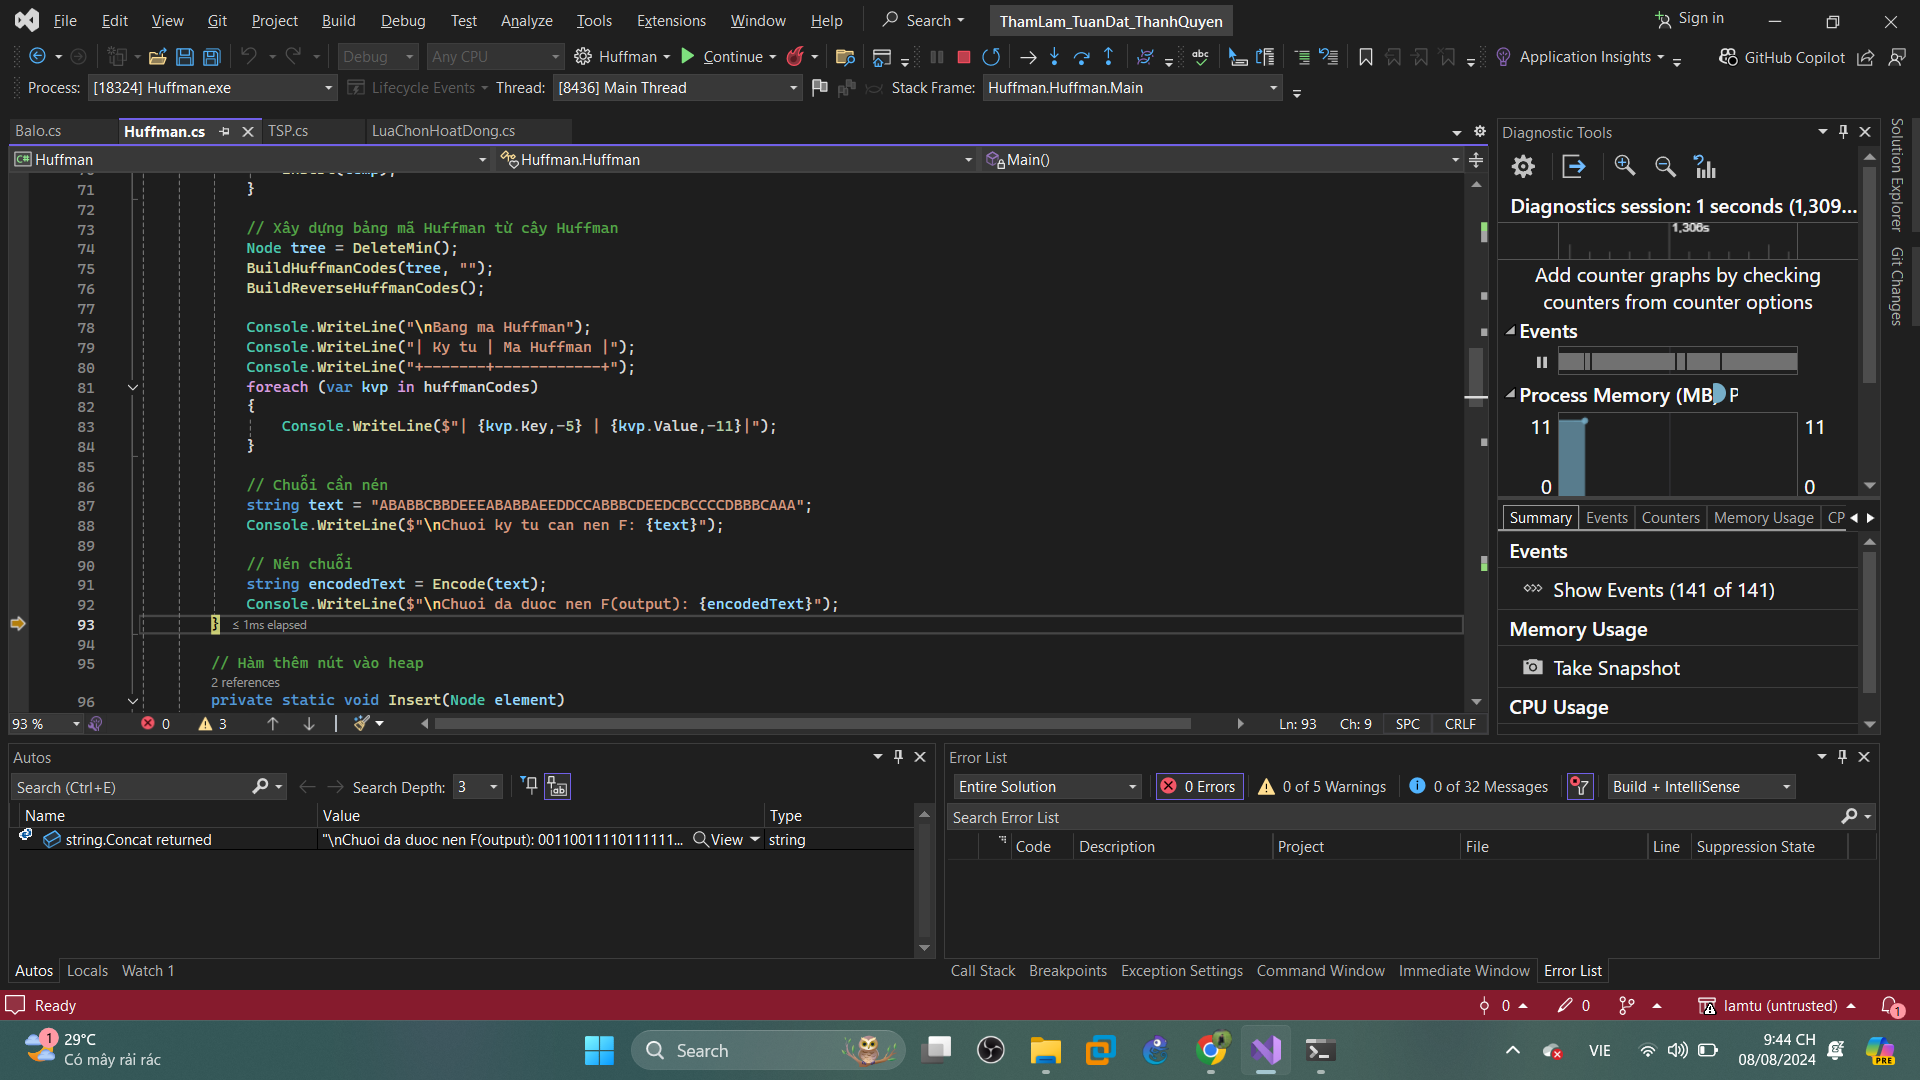 File Edit View Git Project Build Debug Test Analyze Tools Extensions Window Help Search ThamLam_TuanDat_ThanhQuyen Sign in
Debug Any CPU Huffman Continue Application Insights GitHub Copilot
Process: [18324] Huffman.exe Lifecycle Events Thread: [8436] Main Thread Stack Frame: Huffman.Huffman.Main
Balo.cs Huffman.cs TSP.cs LuaChonHoatDong.cs
Huffman Huffman.Huffman Main()
71 }
72
73 // Xây dựng bảng mã Huffman từ cây Huffman
74 Node tree = DeleteMin();
75 BuildHuffmanCodes(tree, "");
76 BuildReverseHuffmanCodes();
77
78 Console.WriteLine("\nBang ma Huffman");
79 Console.WriteLine("| Ky tu | Ma Huffman |");
80 Console.WriteLine("+-------+------------+");
81 foreach (var kvp in huffmanCodes)
82 {
83 Console.WriteLine($"| {kvp.Key,-5} | {kvp.Value,-11}|");
84 }
85
86 // Chuỗi cần nén
87 string text = "ABABBCBBDEEEABABBAEEDDCCABBBCDEEDCBCCCCDBBBCAAA";
88 Console.WriteLine($"\nChuoi ky tu can nen F: {text}");
89
90 // Nén chuỗi
91 string encodedText = Encode(text);
92 Console.WriteLine($"\nChuoi da duoc nen F(output): {encodedText}");
93 } ≤ 1ms elapsed
94
95 // Hàm thêm nút vào heap
2 references
96 private static void Insert(Node element)
93 % 0 3 Ln: 93 Ch: 9 SPC CRLF
Diagnostic Tools
Diagnostics session: 1 seconds (1,309...
1,306s
Add counter graphs by checking
counters from counter options
Events
Process Memory (MB) P
11 11
0 0
Summary Events Counters Memory Usage CP
Events
Show Events (141 of 141)
Memory Usage
Take Snapshot
CPU Usage
Solution Explorer
Git Changes
Autos
Search (Ctrl+E) Search Depth: 3
Name Value Type
string.Concat returned "\nChuoi da duoc nen F(output): 00110011110111111... View string
Autos Locals Watch 1
Error List
Entire Solution 0 Errors 0 of 5 Warnings 0 of 32 Messages Build + IntelliSense
Search Error List
Code Description Project File Line Suppression State
Call Stack Breakpoints Exception Settings Command Window Immediate Window Error List
Ready 0 0 lamtu (untrusted) 1
1 29°C
Có mây rải rác
Search
VIE
9:44 CH
08/08/2024
PRE